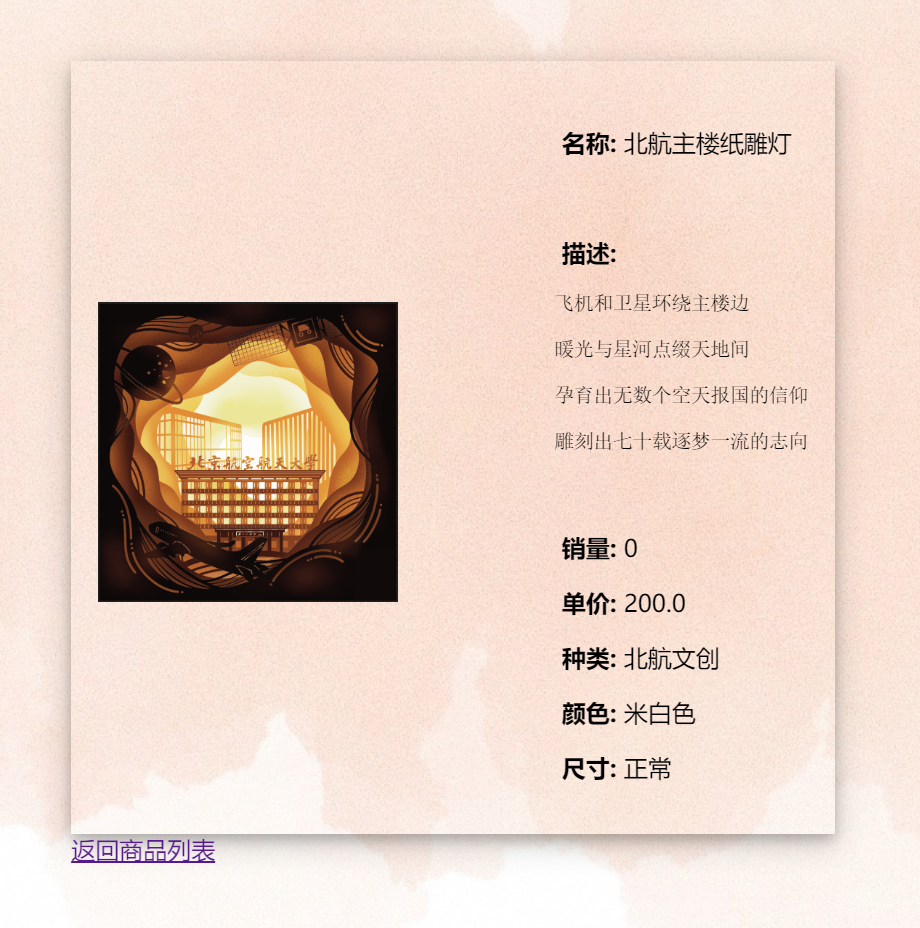 名称: 北航主楼纸雕灯
描述:
飞机和卫星环绕主楼边
暖光与星河点缀天地间
孕育出无数个空天报国的信仰
雕刻出七十载逐梦一流的志向
北京航空航天大學
销量: 0
单价: 200.0
种类: 北航文创
颜色: 米白色
尺寸: 正常
返回商品列表